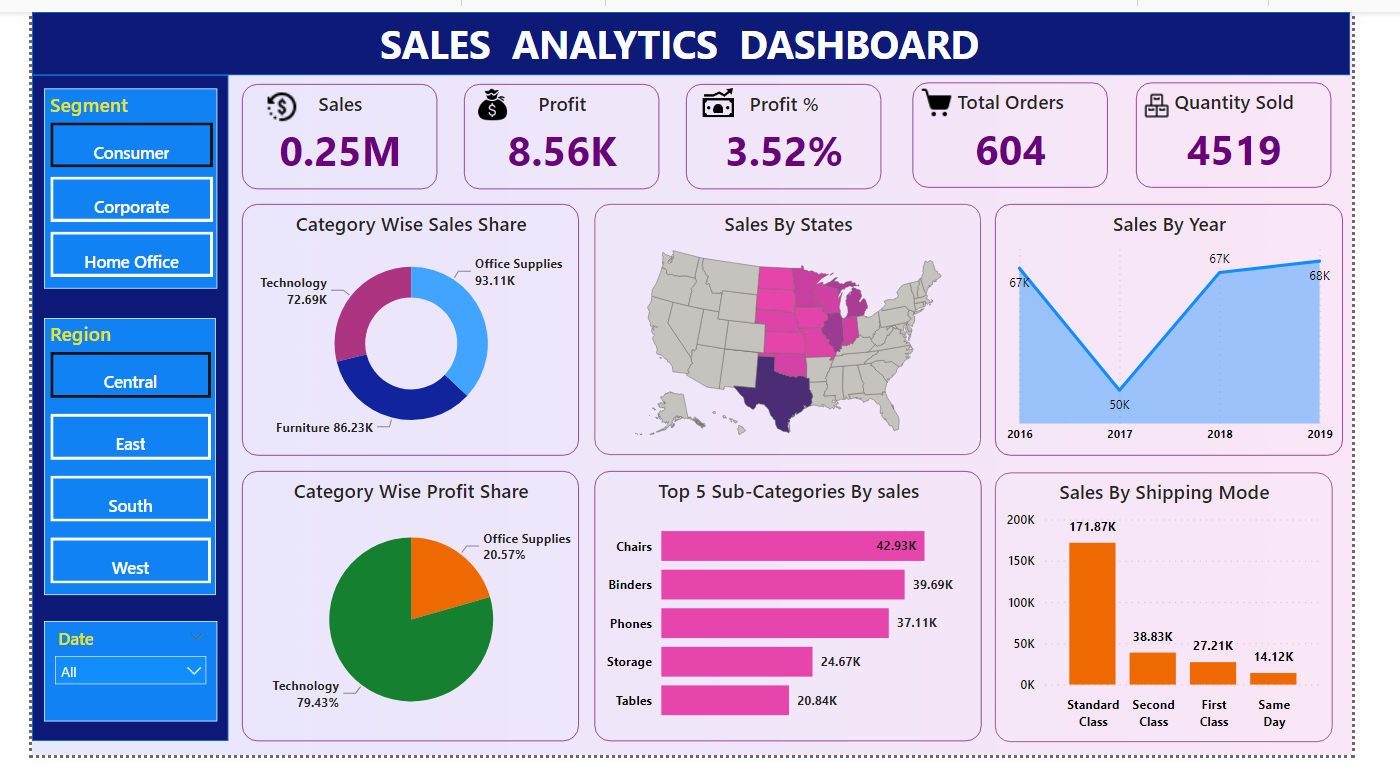 SALES ANALYTICS DASHBOARD
Segment
Consumer
Corporate
Home Office
Region
Central
East
South
West
Date
All
Sales
0.25M
Profit
8.56K
Profit %
3.52%
Total Orders
604
Quantity Sold
4519
Category Wise Sales Share
Office Supplies
93.11K
Technology
72.69K
Furniture 86.23K
Sales By States
Sales By Year
67K
50K
67K
68K
2016 2017 2018 2019
Category Wise Profit Share
Office Supplies
20.57%
Technology
79.43%
Top 5 Sub-Categories By sales
Chairs 42.93K
Binders 39.69K
Phones 37.11K
Storage 24.67K
Tables 20.84K
Sales By Shipping Mode
200K
150K
100K
50K
0K
171.87K
38.83K
27.21K
14.12K
Standard
Class
Second
Class
First
Class
Same
Day